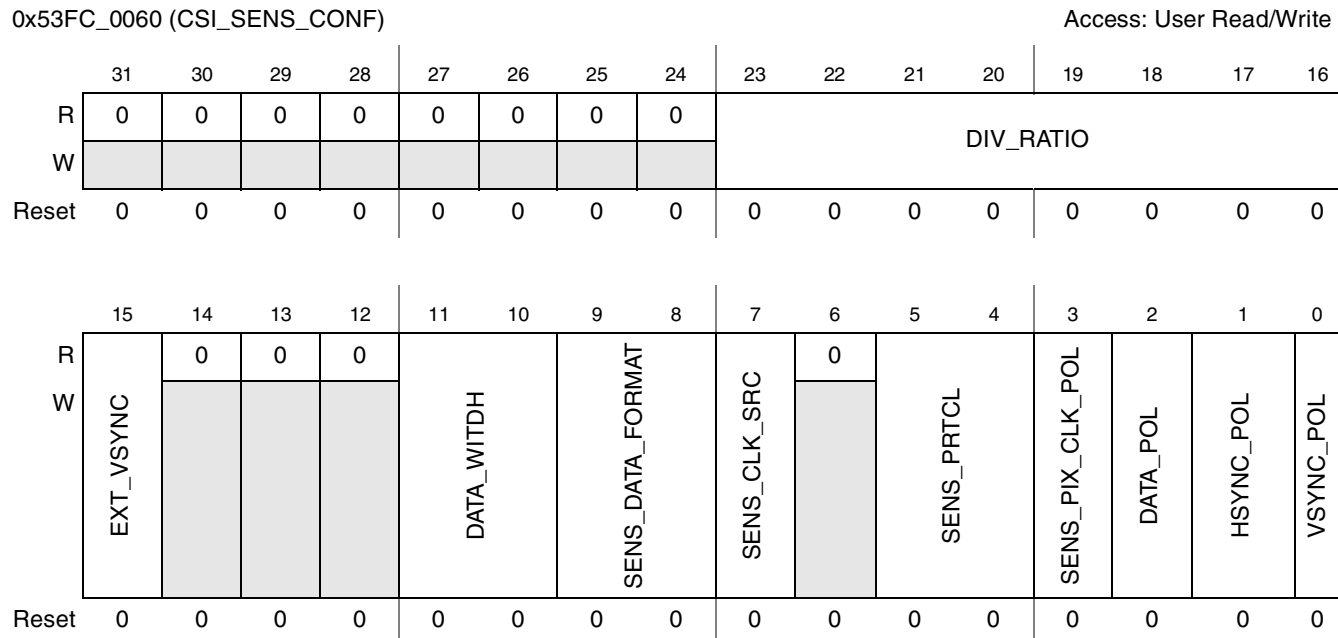 0x53FC_0060 (CSI_SENS_CONF) Access: User Read/Write
31 30 29 28 27 26 25 24 23 22 21 20 19 18 17 16
R 0 0 0 0 0 0 0 0 DIV_RATIO
W
Reset 0 0 0 0 0 0 0 0 0 0 0 0 0 0 0 0
15 14 13 12 11 10 9 8 7 6 5 4 3 2 1 0
R 0 0 0 0
W EXT_VSYNC DATA_WITDH SENS_DATA_FORMAT SENS_CLK_SRC SENS_PRTCL SENS_PIX_CLK_POL DATA_POL HSYNC_POL VSYNC_POL
Reset 0 0 0 0 0 0 0 0 0 0 0 0 0 0 0 0